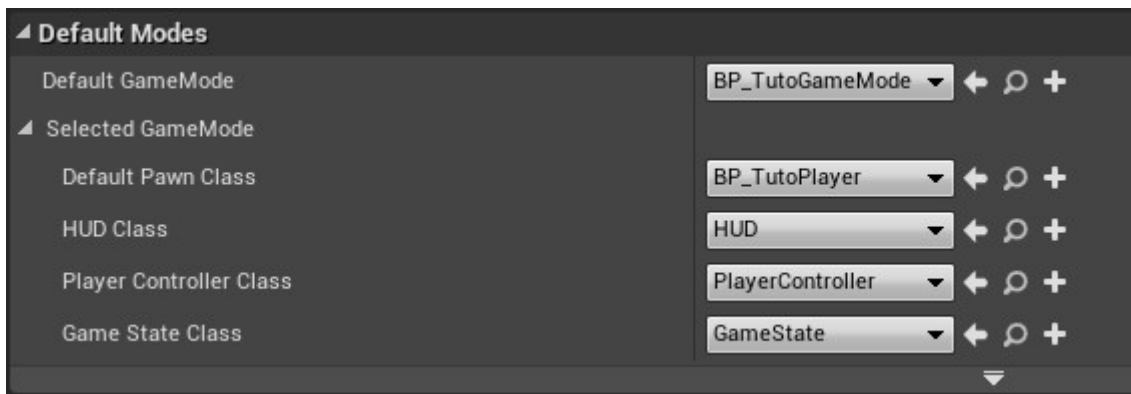 Default Modes
Default GameMode BP_TutoGameMode
Selected GameMode
Default Pawn Class BP_TutoPlayer
HUD Class HUD
Player Controller Class PlayerController
Game State Class GameState